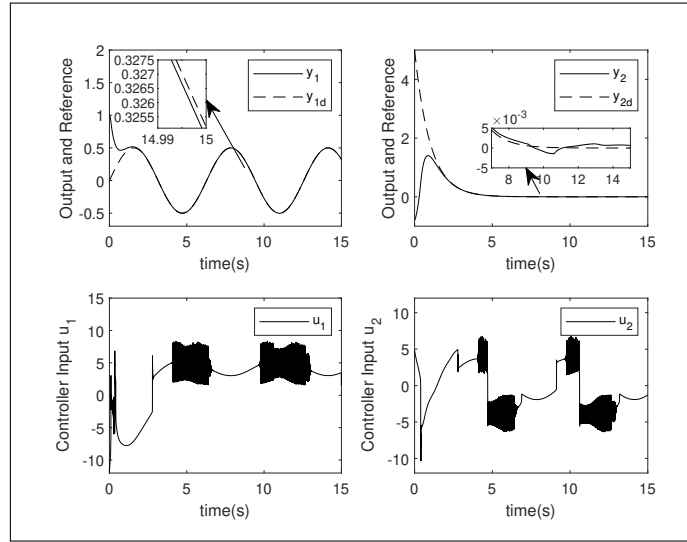 2
1.5
1
0.5
0
-0.5
0 5 10 15
time(s)
Output and Reference
y1
y1d
0.3275
0.3273
0.3265
0.3253
0.3251
14.99 15
4
2
0
0 5 10 15
time(s)
Output and Reference
y2
y2d
×10-3
5
0
-5
8 10 12 14
15
10
5
0
-5
-10
0 5 10 15
time(s)
Controller Input u1
u1
10
5
0
-5
-10
0 5 10 15
time(s)
Controller Input u2
u2